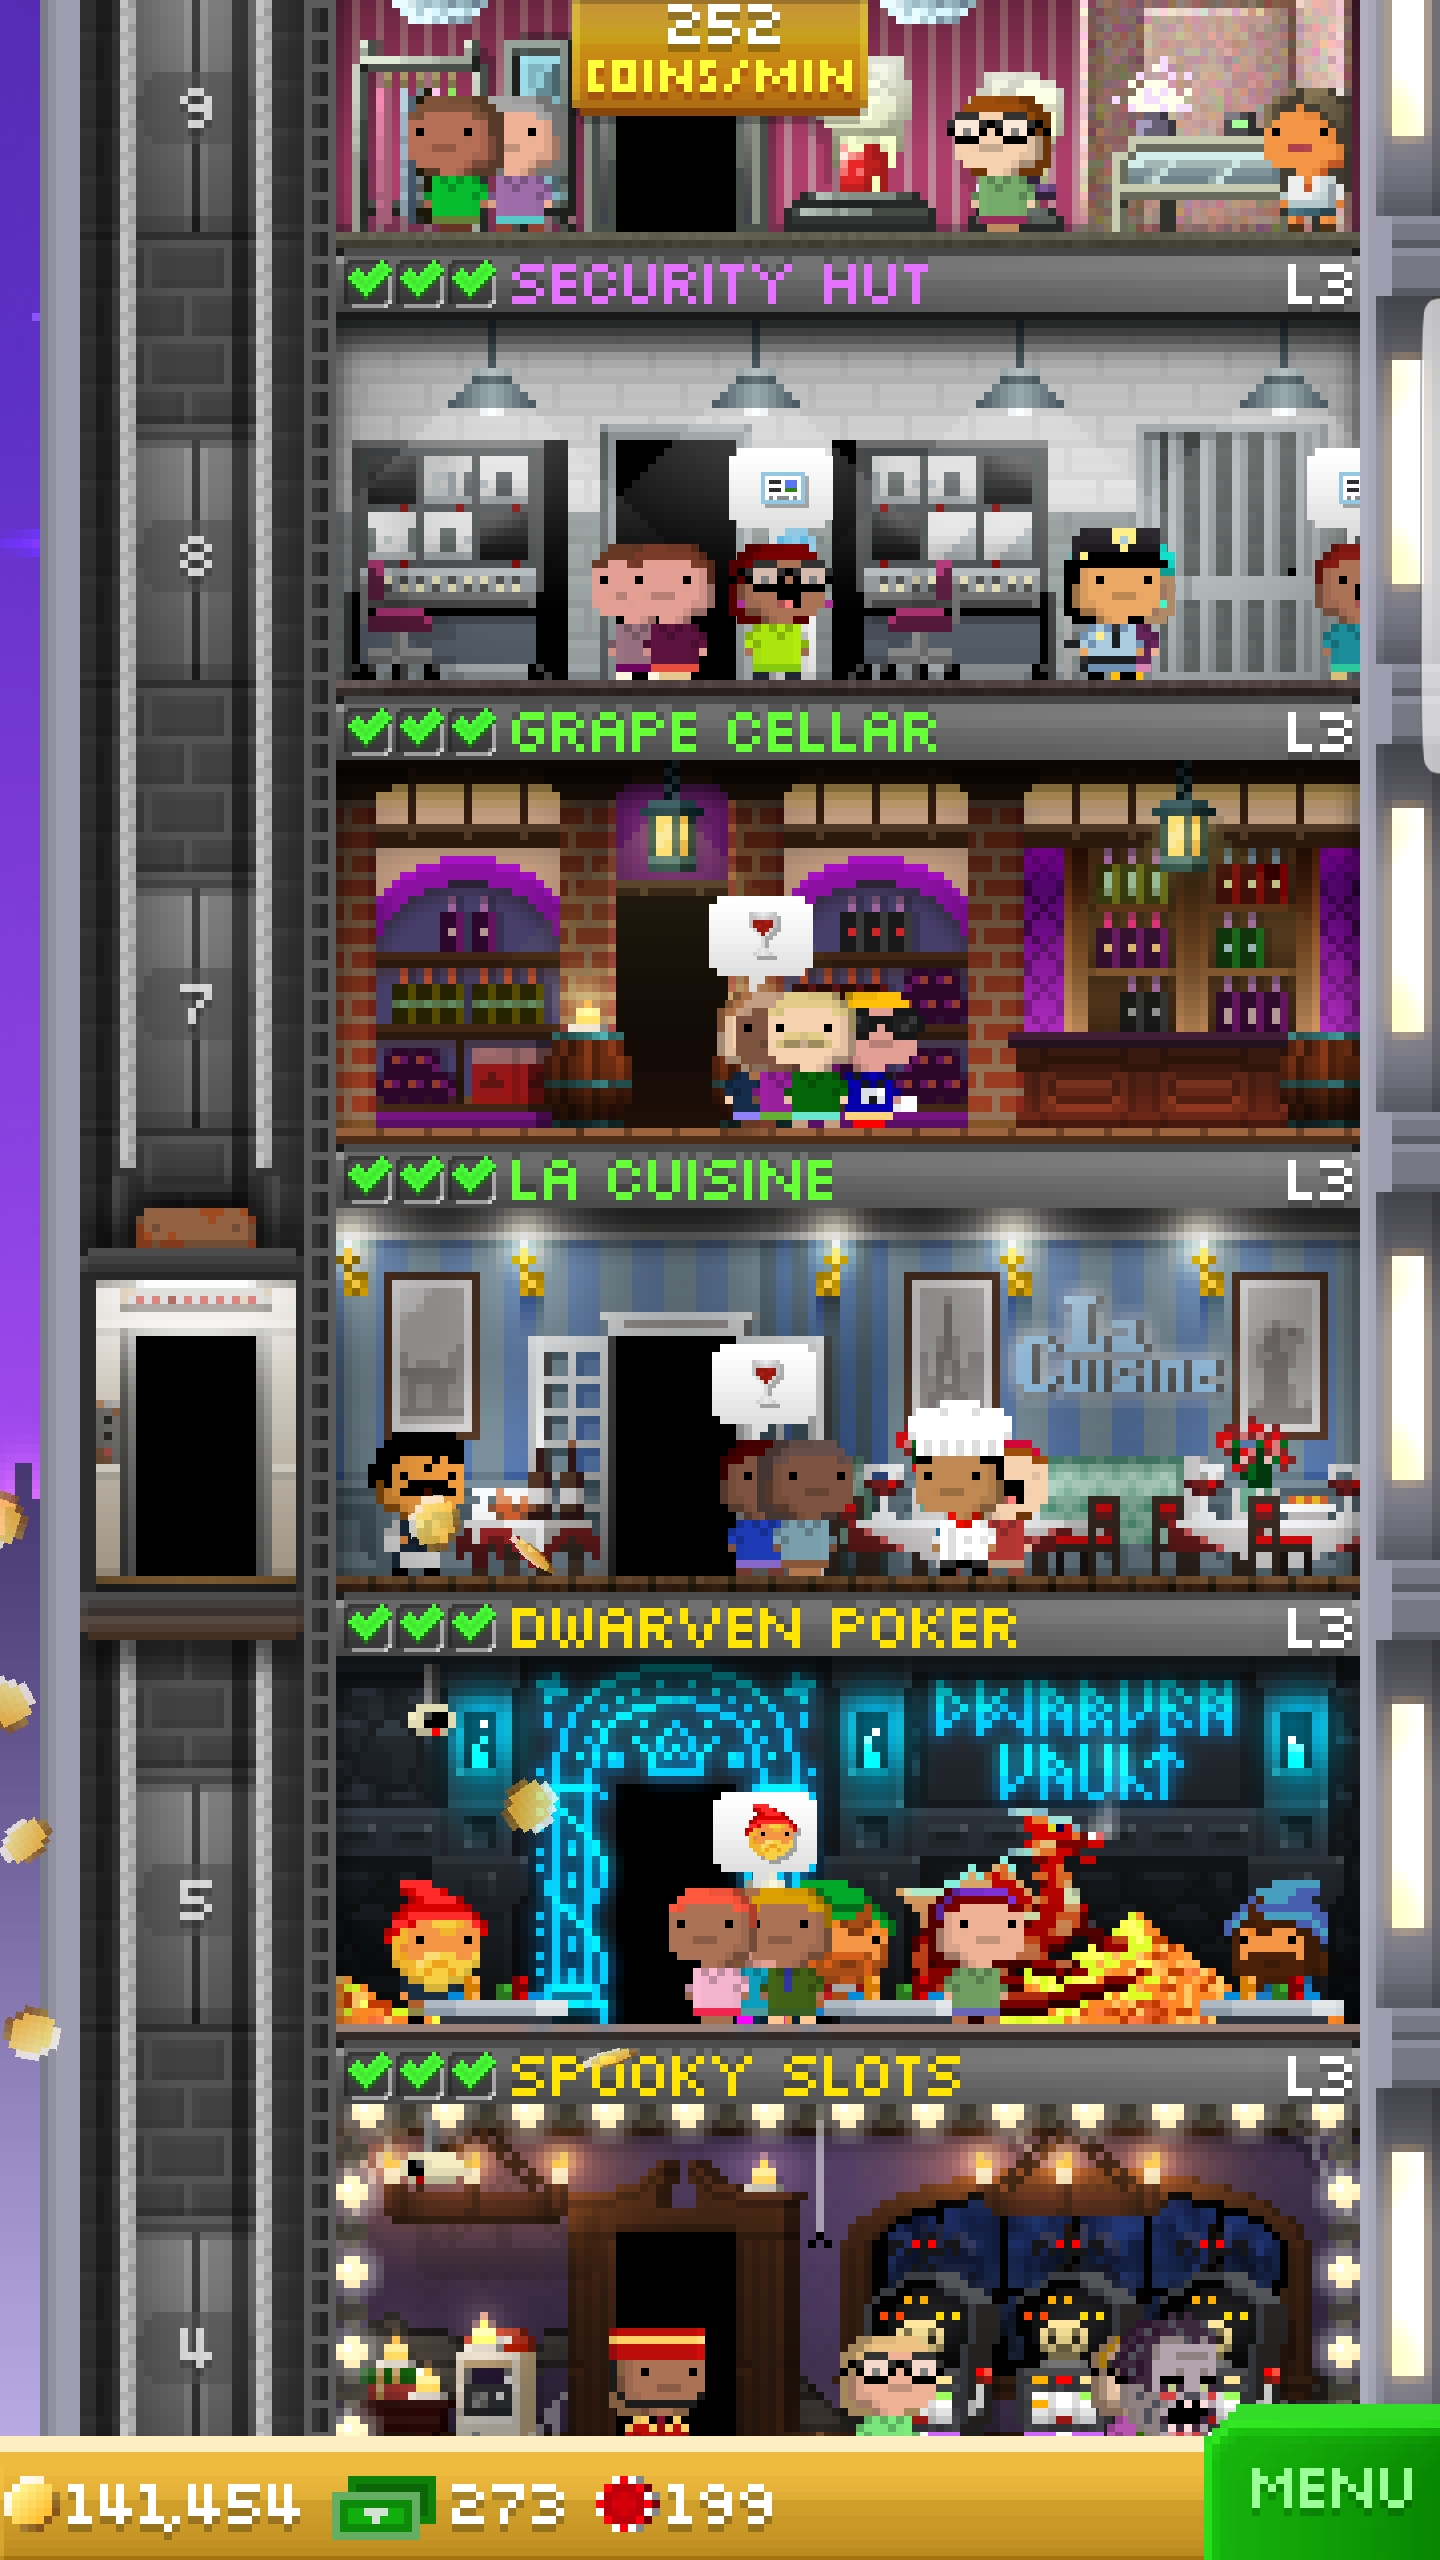 252
COINS/MIN
9
SECURITY HUT L3
8
GRAPE CELLAR L3
7
LA CUISINE L3
La
Cuisine
DWARVEN POKER L3
DWARVEN
VAULT
5
SPOOKY SLOTS L3
4
141,454 273 199
MENU